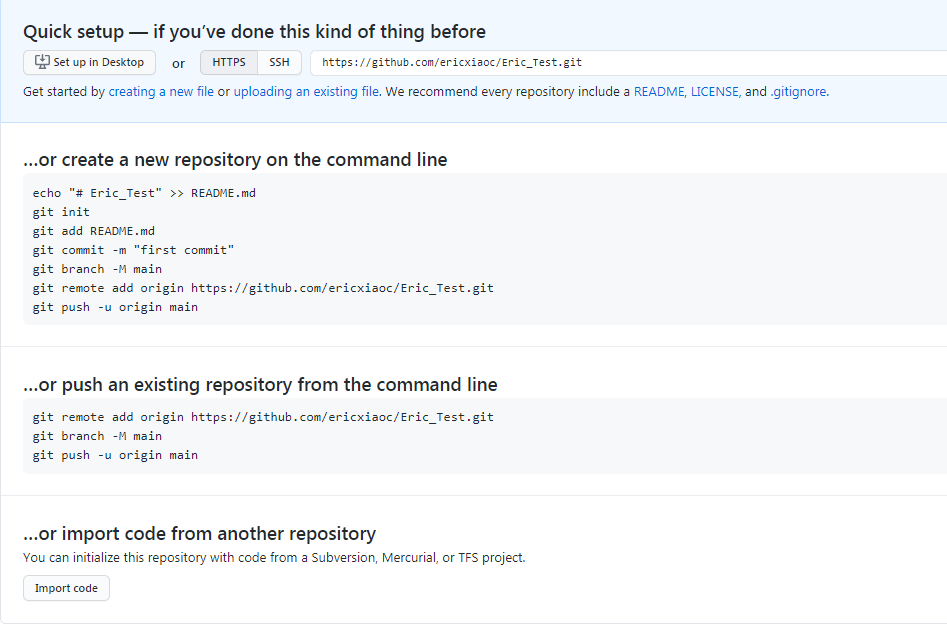 Quick setup — if you’ve done this kind of thing before
Set up in Desktop or HTTPS SSH https://github.com/ericxiaoc/Eric_Test.git
Get started by creating a new file or uploading an existing file. We recommend every repository include a README, LICENSE, and .gitignore.
…or create a new repository on the command line
echo "# Eric_Test" >> README.md
git init
git add README.md
git commit -m "first commit"
git branch -M main
git remote add origin https://github.com/ericxiaoc/Eric_Test.git
git push -u origin main
…or push an existing repository from the command line
git remote add origin https://github.com/ericxiaoc/Eric_Test.git
git branch -M main
git push -u origin main
…or import code from another repository
You can initialize this repository with code from a Subversion, Mercurial, or TFS project.
Import code